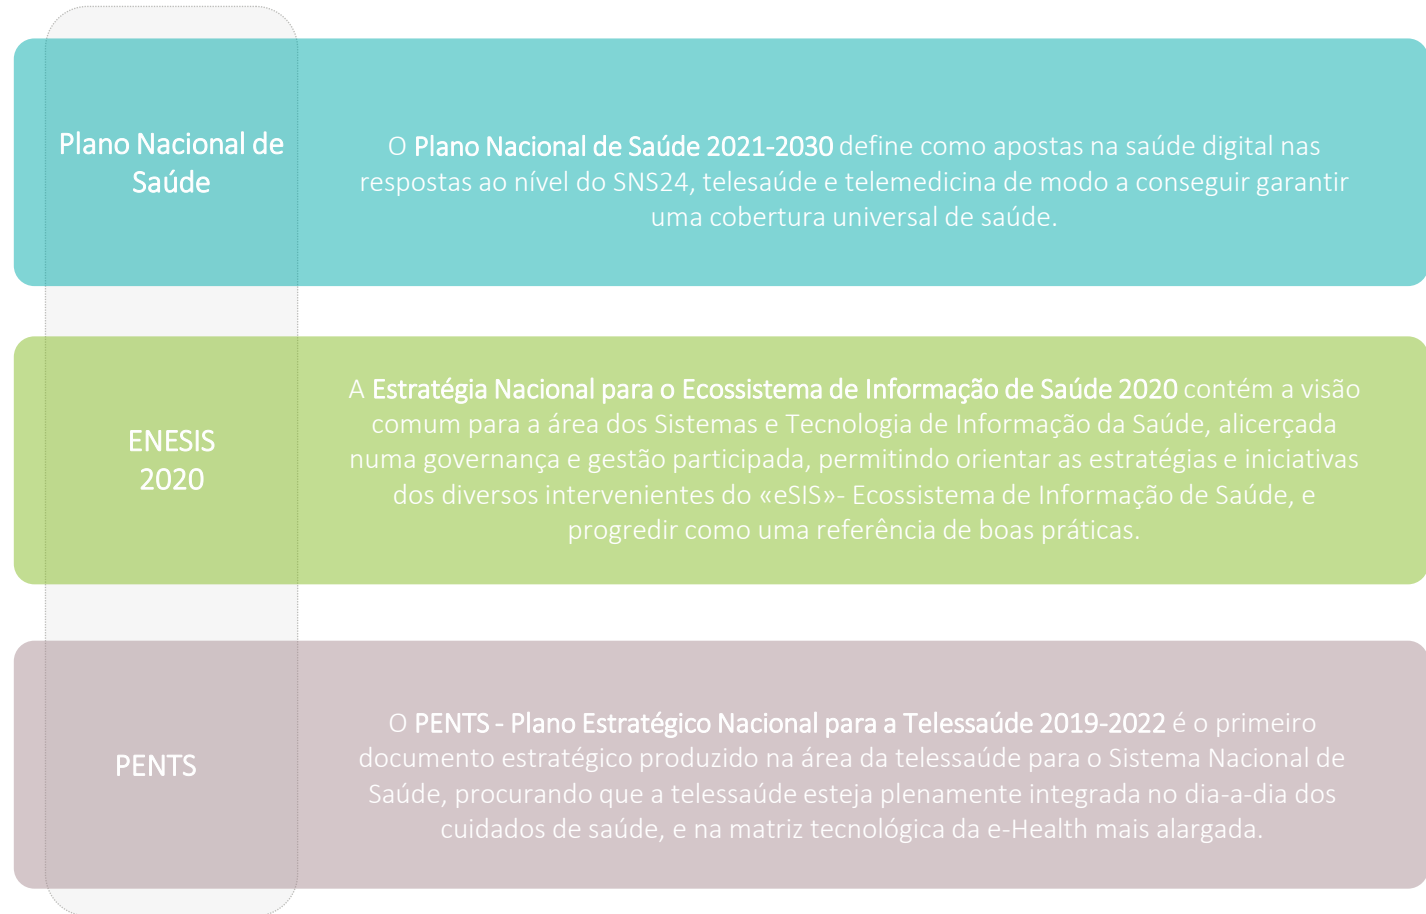 Plano Nacional de
Saúde
O Plano Nacional de Saúde 2021-2030 define como apostas na saúde digital nas
respostas ao nível do SNS24, telesaúde e telemedicina de modo a conseguir garantir
uma cobertura universal de saúde.
ENESIS
2020
A Estratégia Nacional para o Ecossistema de Informação de Saúde 2020 contém a visão
comum para a área dos Sistemas e Tecnologia de Informação da Saúde, alicerçada
numa governança e gestão participada, permitindo orientar as estratégias e iniciativas
dos diversos intervenientes do «eSIS»- Ecossistema de Informação de Saúde, e
progredir como uma referência de boas práticas.
PENTS
O PENTS - Plano Estratégico Nacional para a Telessaúde 2019-2022 é o primeiro
documento estratégico produzido na área da telessaúde para o Sistema Nacional de
Saúde, procurando que a telessaúde esteja plenamente integrada no dia-a-dia dos
cuidados de saúde, e na matriz tecnológica da e-Health mais alargada.